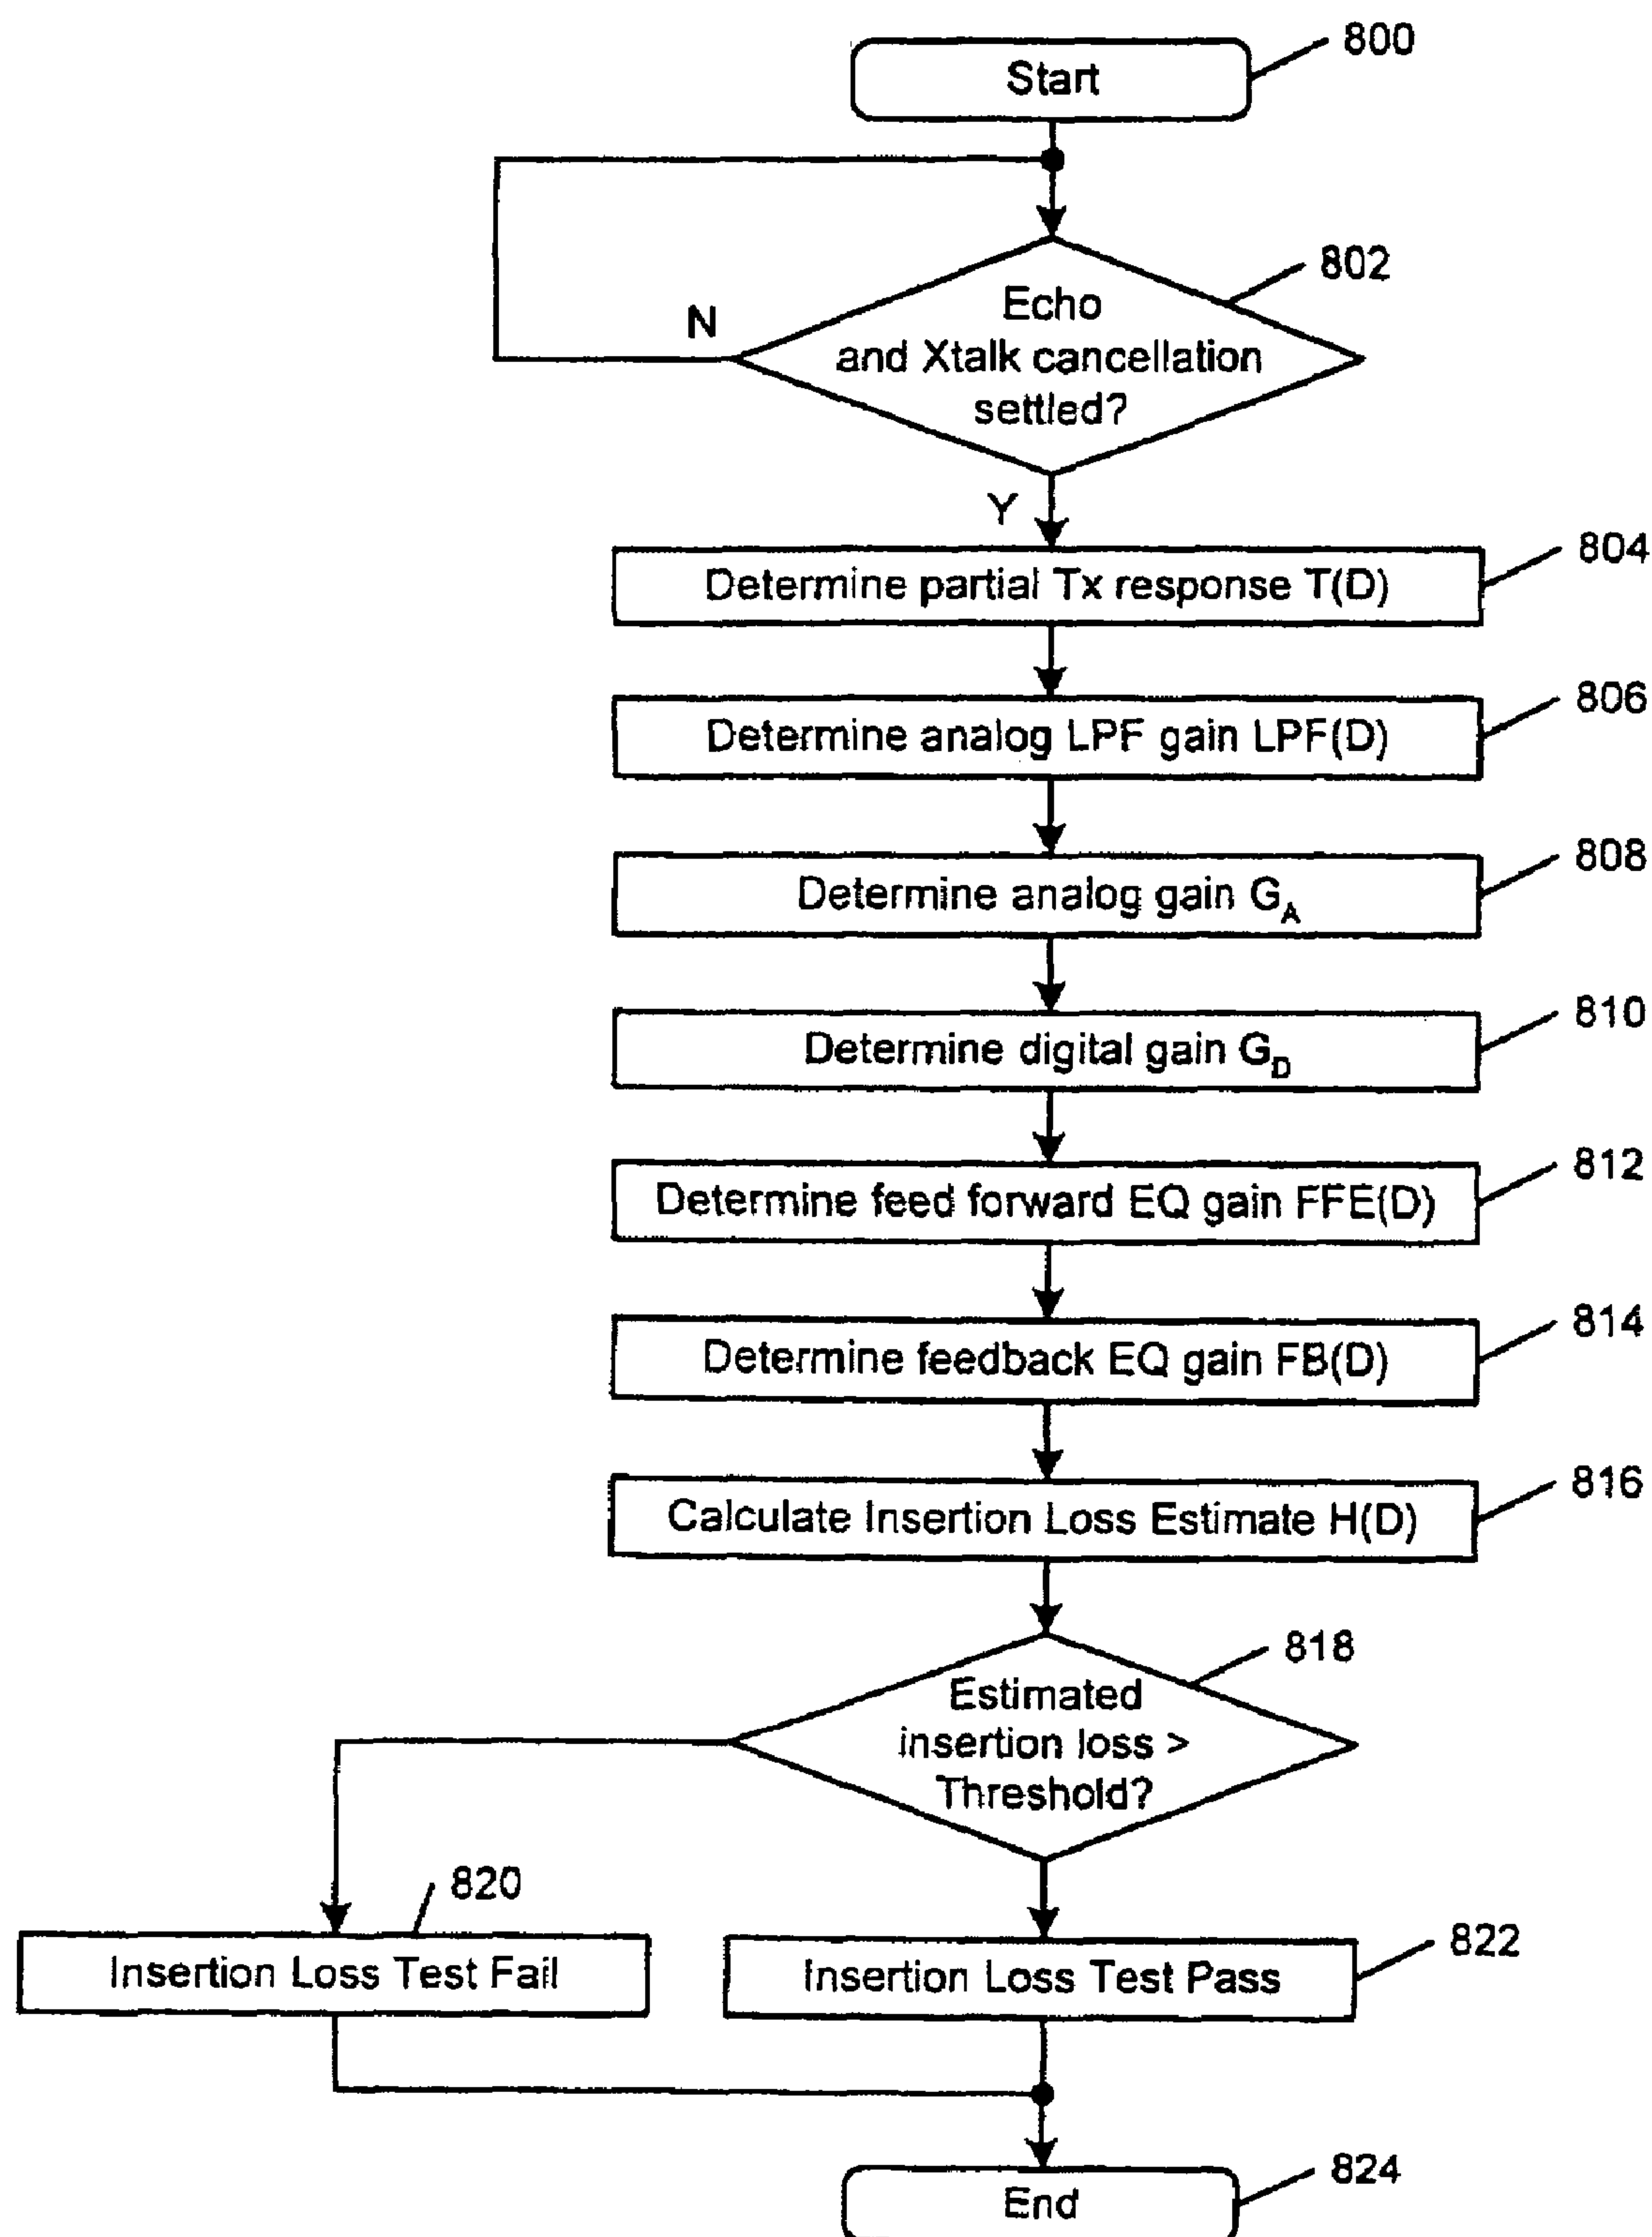 800
Start
802
Echo
and Xtalk cancellation
settled?
N
Y
804
Determine partial Tx response T(D)
806
Determine analog LPF gain LPF(D)
808
Determine analog gain G_A
810
Determine digital gain G_D
812
Determine feed forward EQ gain FFE(D)
814
Determine feedback EQ gain FB(D)
816
Calculate Insertion Loss Estimate H(D)
818
Estimated
insertion loss >
Threshold?
820
Insertion Loss Test Fail
822
Insertion Loss Test Pass
824
End